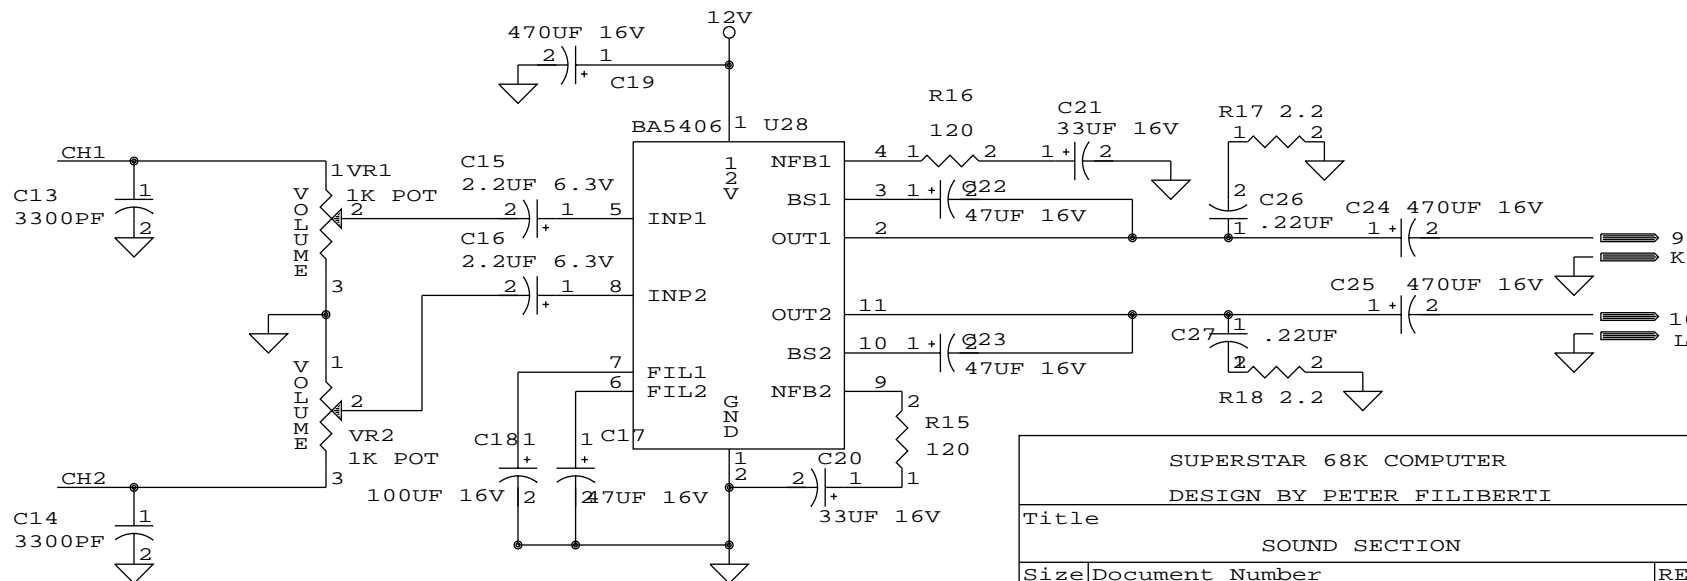 12V
470UF 16V
2 1
C19
BA5406 1 U28
R16
120
C21
33UF 16V
R17 2.2
1 2
CH1
C13
3300PF
1
2
1 VR1
1K POT
2
VOLUME
3
C15
2.2UF 6.3V
2 1 5 INP1
C16
2.2UF 6.3V
2 1 8 INP2
12V
NFB1 4 1 2 1 + 2
BS1 3 1 + 2 C22
47UF 16V
OUT1 2
2
C26
.22UF
1
C24 470UF 16V
1 + 2
9
K
C25 470UF 16V
1 + 2
OUT2 11
BS2 10 1 + 2 C23
47UF 16V
NFB2 9
C27 1 .22UF
2 1 2
R18 2.2
L
1
VOLUME
2
VR2
1K POT
3
CH2
C14
3300PF
1
2
7 FIL1
6 FIL2
GND
12
C18 1 +
100UF 16V 2
1 + C17
2 47UF 16V
2
R15
120
1
C20
2 + 1
33UF 16V
SUPERSTAR 68K COMPUTER
DESIGN BY PETER FILIBERTI
Title
SOUND SECTION
Size Document Number